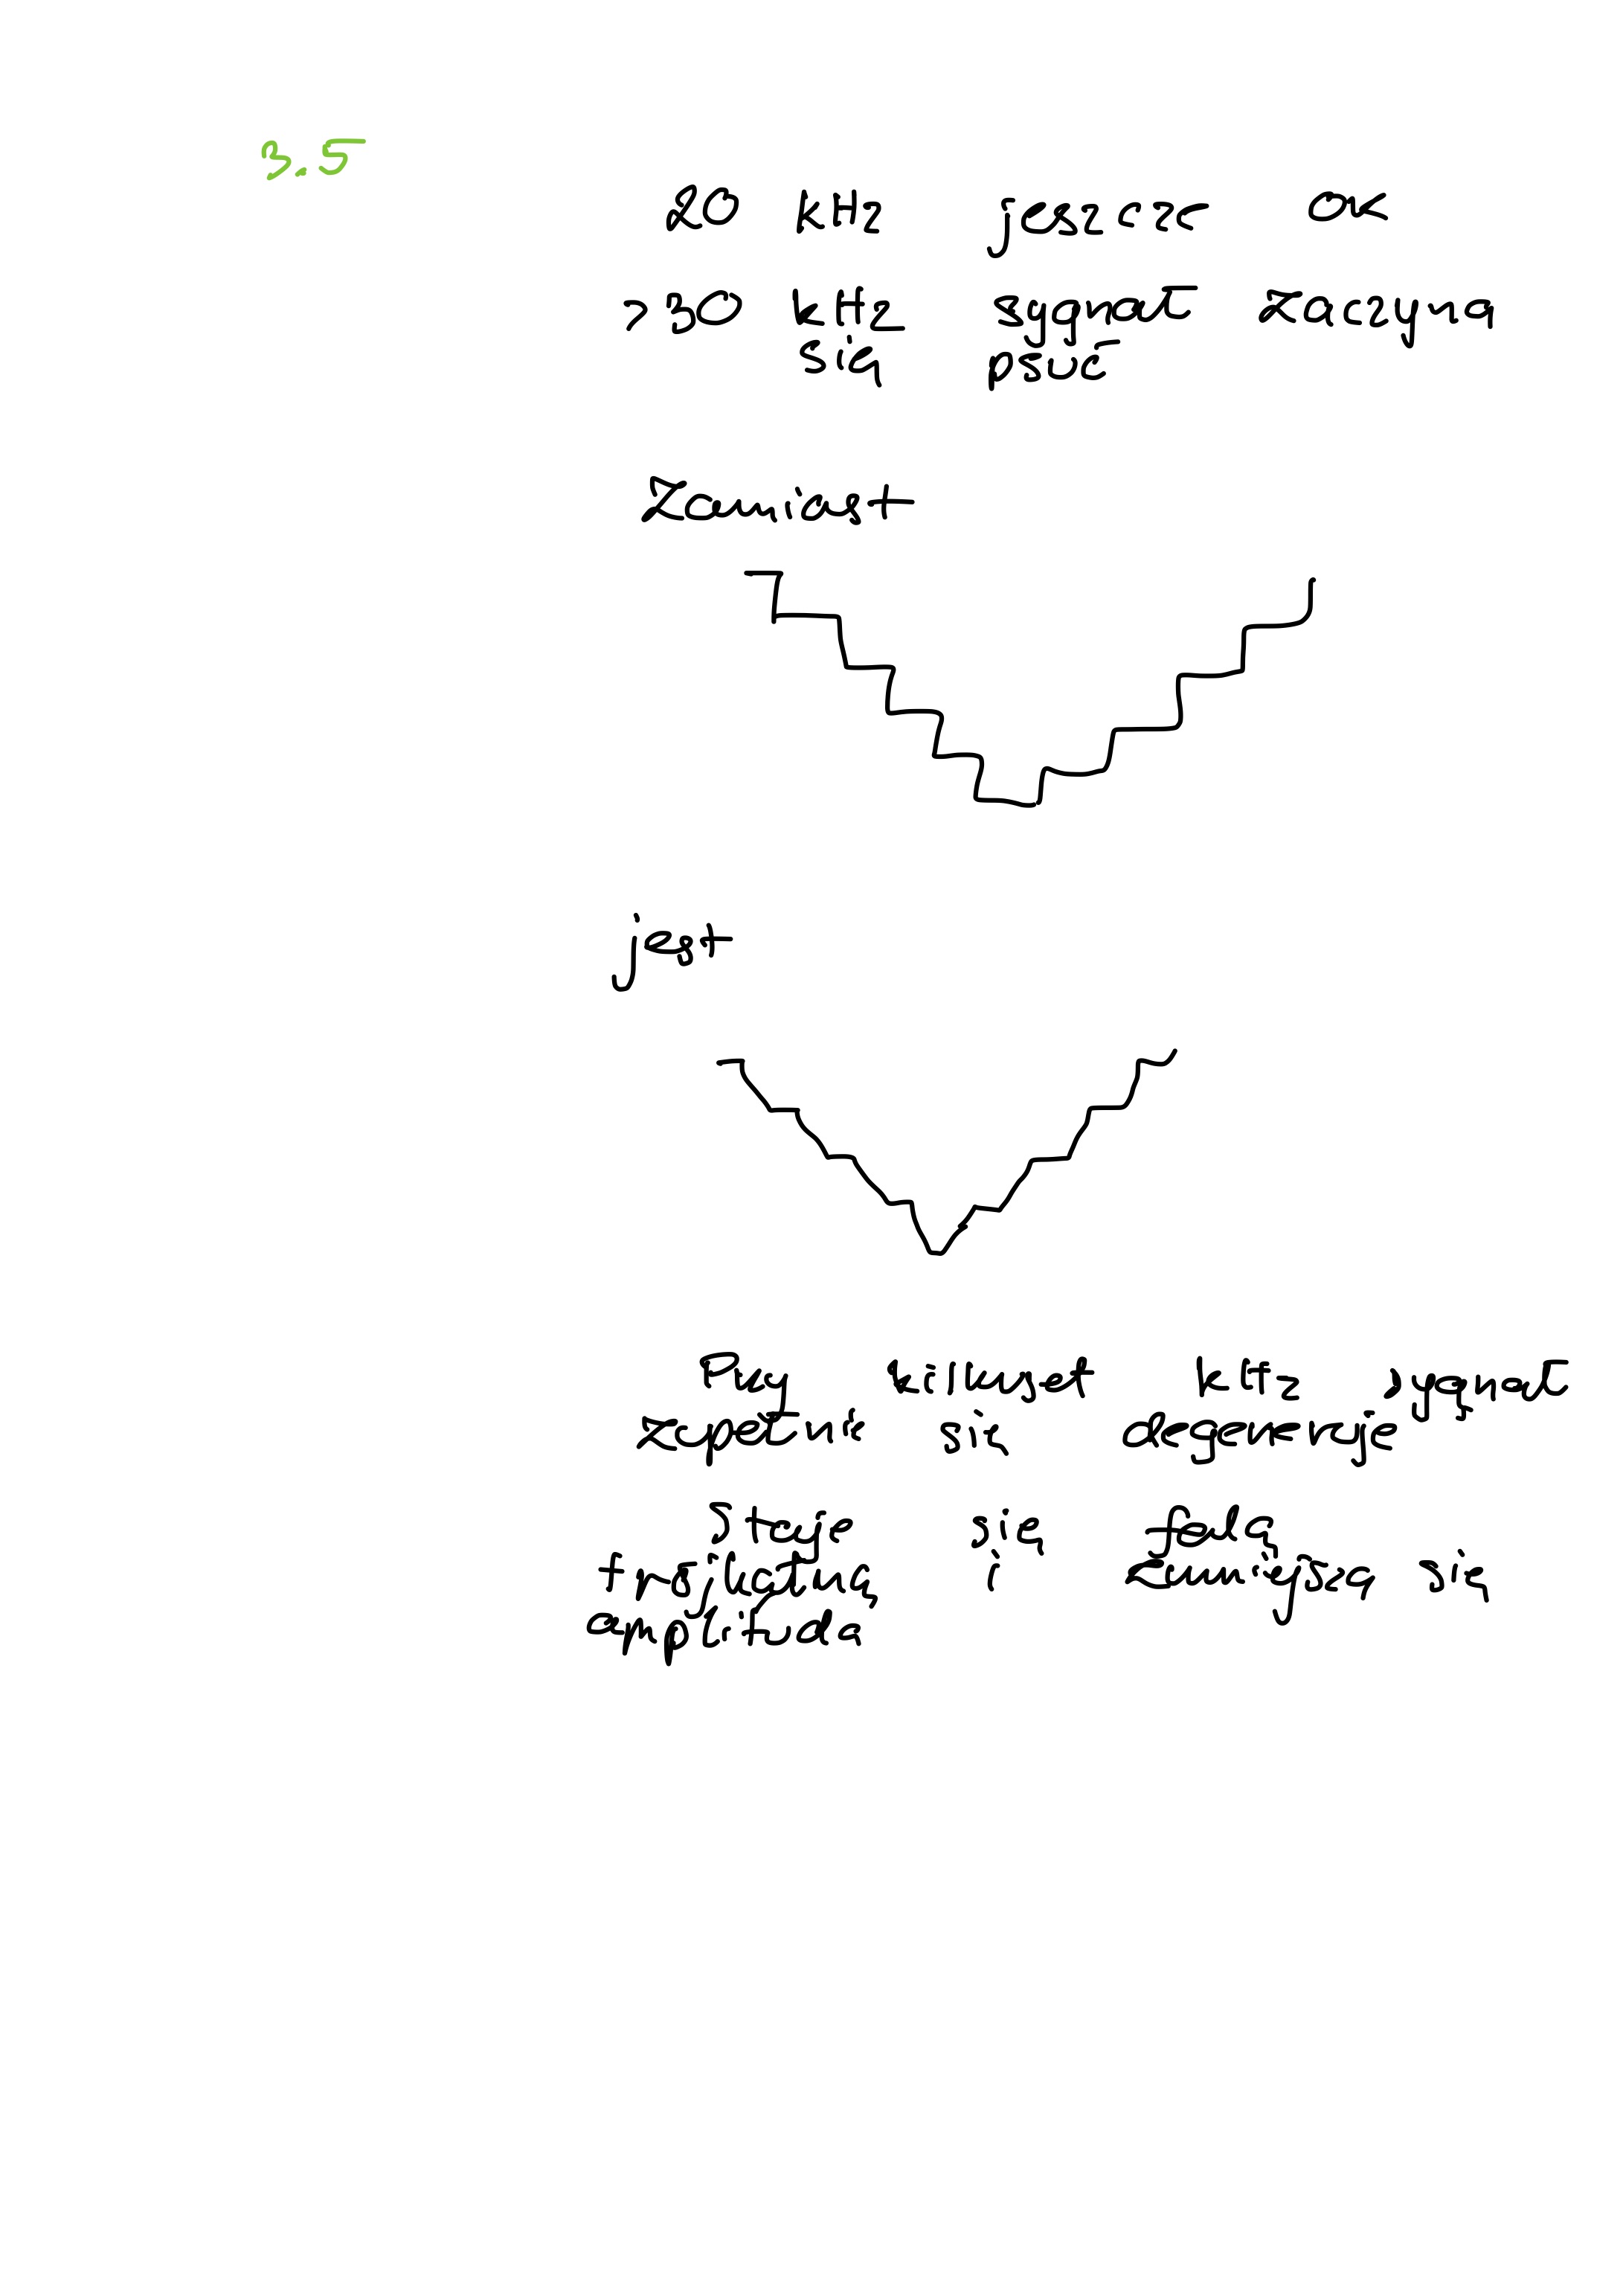 3.5
20 kHz jeszcze ok
>30 kHz sygnał zaczyna
się psuć
Zamiast
jest
Przy kilkuset kHz sygnał
zupełnie się degeneruje
Staje się falą
trójkątną i zmniejsza się
amplituda